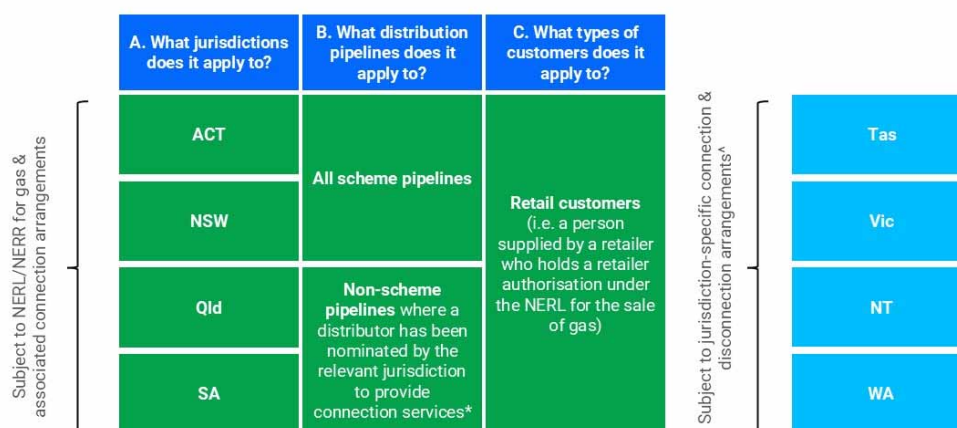 A. What jurisdictions
does it apply to?
B. What distribution
pipelines does it
apply to?
C. What types of
customers does it
apply to?
Subject to NERL/NERR for gas &
associated connection arrangements
ACT
NSW
Qld
SA
All scheme pipelines
Non-scheme
pipelines where a
distributor has been
nominated by the
relevant jurisdiction
to provide
connection services*
Retail customers
(i.e. a person
supplied by a retailer
who holds a retailer
authorisation under
the NERL for the sale
of gas)
Subject to jurisdiction-specific connection &
disconnection arrangements^
Tas
Vic
NT
WA